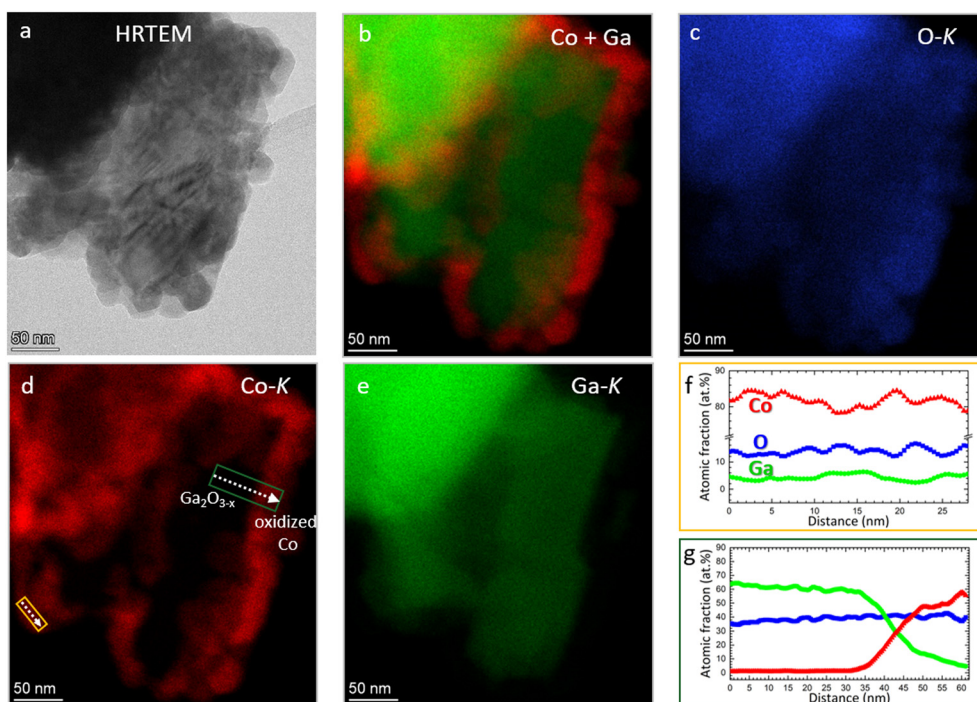 a
HRTEM
50 nm
b
Co + Ga
50 nm
c
O-K
50 nm
d
Co-K
Ga₂O₃₋ₓ
oxidized
Co
50 nm
e
Ga-K
50 nm
f
Atomic fraction (at.%)
90
80
10
0
Co
O
Ga
0 5 10 15 20 25
Distance (nm)
g
Atomic fraction (at.%)
90
80
70
60
50
40
30
20
10
0
0 5 10 15 20 25 30 35 40 45 50 55 60
Distance (nm)